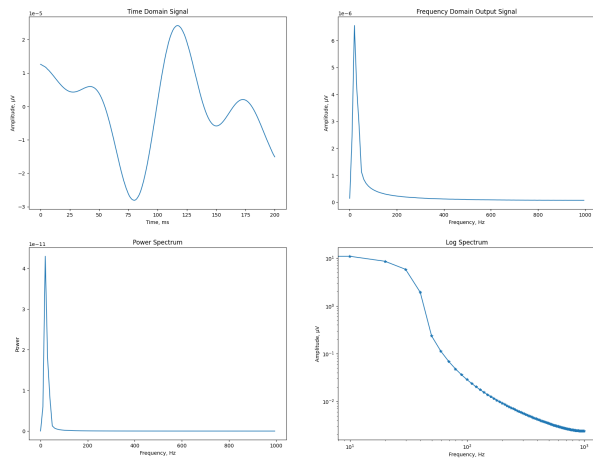 Time Domain Signal
1e−5
2
1
0
−1
−2
−3
Amplitude, μV
0 25 50 75 100 125 150 175 200
Time, ms
Frequency Domain Output Signal
1e−6
6
5
4
3
2
1
0
Amplitude, μV
0 200 400 600 800 1000
Frequency, Hz
Power Spectrum
1e−11
4
3
2
1
0
Power
0 200 400 600 800 1000
Frequency, Hz
Log Spectrum
10¹
10⁰
10⁻¹
10⁻²
Amplitude, μV
10¹ 10² 10³
Frequency, Hz